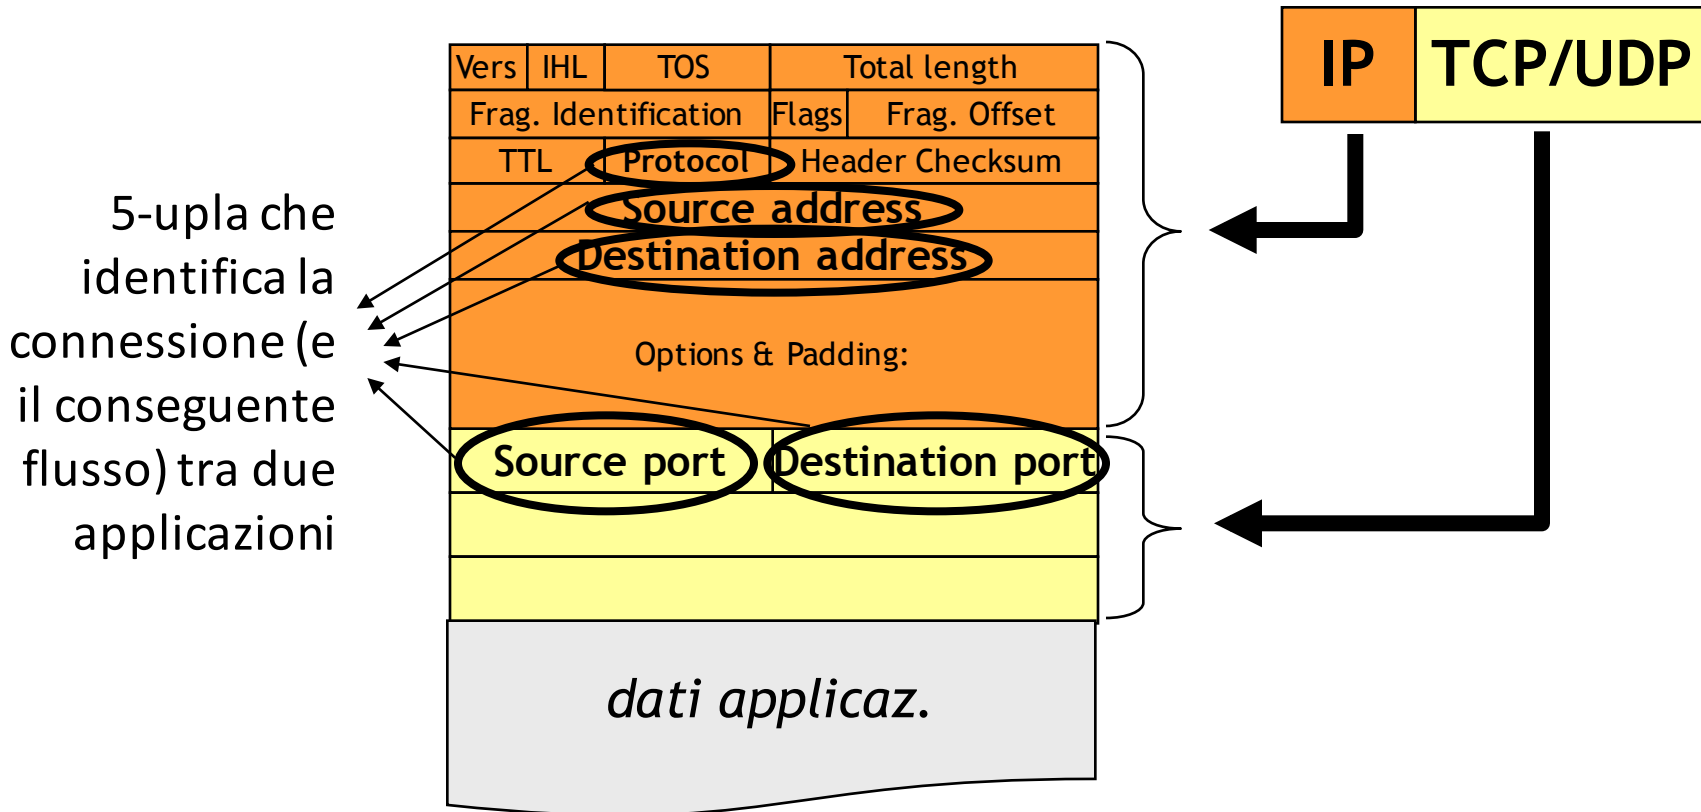 IP TCP/UDP
Vers IHL TOS Total length
Frag. Identification Flags Frag. Offset
TTL Protocol Header Checksum
Source address
Destination address
Options & Padding:
Source port Destination port
dati applicaz.
5-upla che
identifica la
connessione (e
il conseguente
flusso) tra due
applicazioni